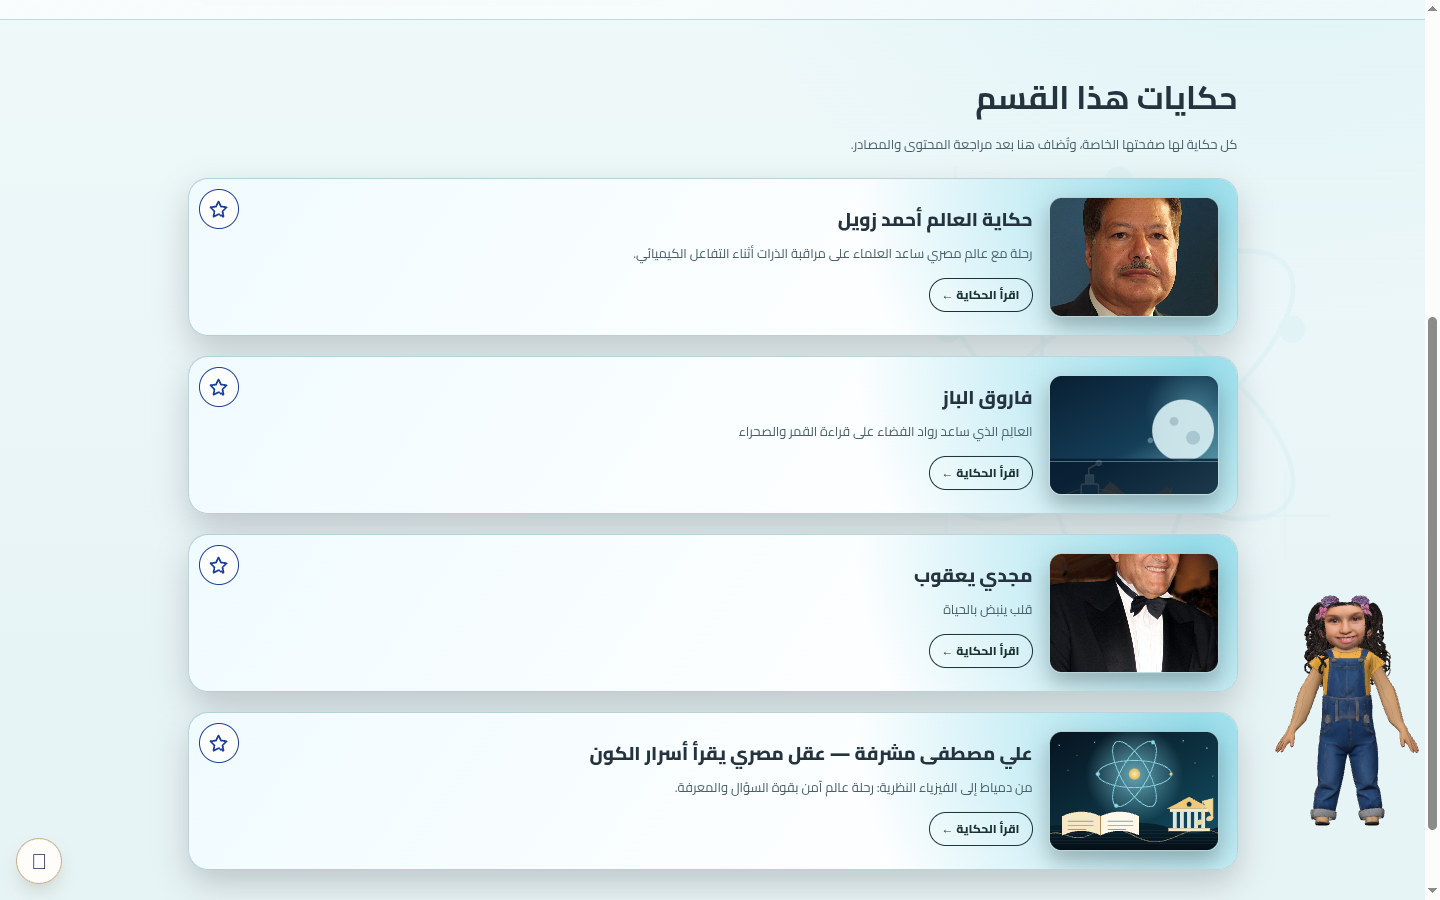 حكايات هذا القسم
كل حكاية لها صفحتها الخاصة، وتُضاف هنا بعد مراجعة المحتوى والمصادر.
حكاية العالم أحمد زويل
رحلة مع عالم مصري ساعد العلماء على مراقبة الذرات أثناء التفاعل الكيميائي.
اقرأ الحكاية ←
فاروق الباز
العالِم الذي ساعد رواد الفضاء على قراءة القمر والصحراء
اقرأ الحكاية ←
مجدي يعقوب
قلب ينبض بالحياة
اقرأ الحكاية ←
علي مصطفى مشرفة — عقل مصري يقرأ أسرار الكون
من دمياط إلى الفيزياء النظرية: رحلة عالم آمن بقوة السؤال والمعرفة.
اقرأ الحكاية ←